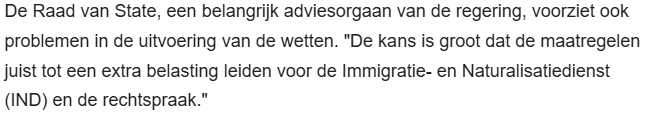 De Raad van State, een belangrijk adviesorgaan van de regering, voorziet ook
problemen in de uitvoering van de wetten. "De kans is groot dat de maatregelen
juist tot een extra belasting leiden voor de Immigratie- en Naturalisatiedienst
(IND) en de rechtspraak."